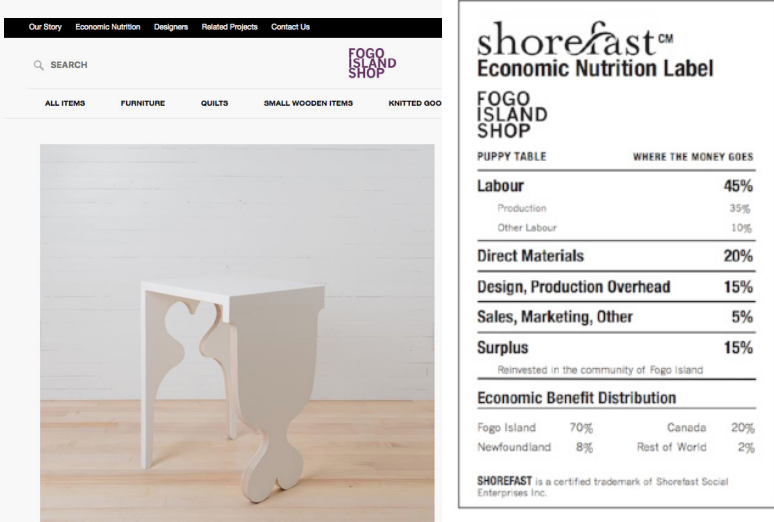 Our Story Economic Nutrition Designers Related Projects Contact Us
SEARCH
FOGO
ISLAND
SHOP
ALL ITEMS FURNITURE QUILTS SMALL WOODEN ITEMS KNITTED GOO
shorefast CM
Economic Nutrition Label
FOGO
ISLAND
SHOP
PUPPY TABLE WHERE THE MONEY GOES
Labour 45%
Production 35%
Other Labour 10%
Direct Materials 20%
Design, Production Overhead 15%
Sales, Marketing, Other 5%
Surplus 15%
Reinvested in the community of Fogo Island
Economic Benefit Distribution
Fogo Island 70% Canada 20%
Newfoundland 8% Rest of World 2%
SHOREFAST is a certified trademark of Shorefast Social
Enterprises Inc.